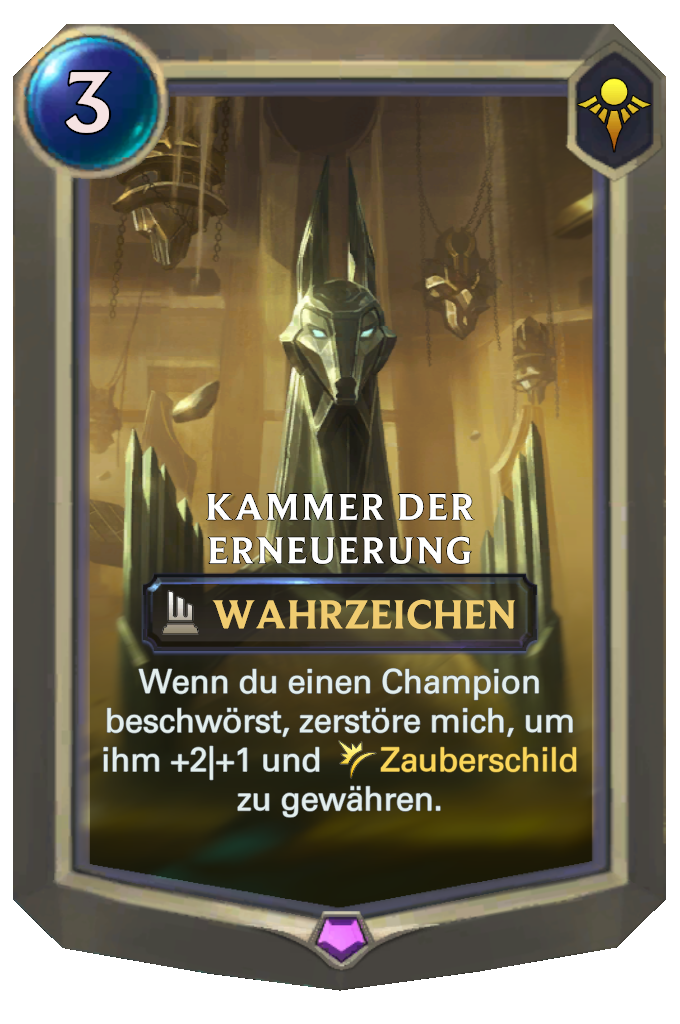 3
KAMMER DER
ERNEUERUNG
WAHRZEICHEN
Wenn du einen Champion
beschwörst, zerstöre mich, um
ihm +2|+1 und Zauberschild
zu gewähren.